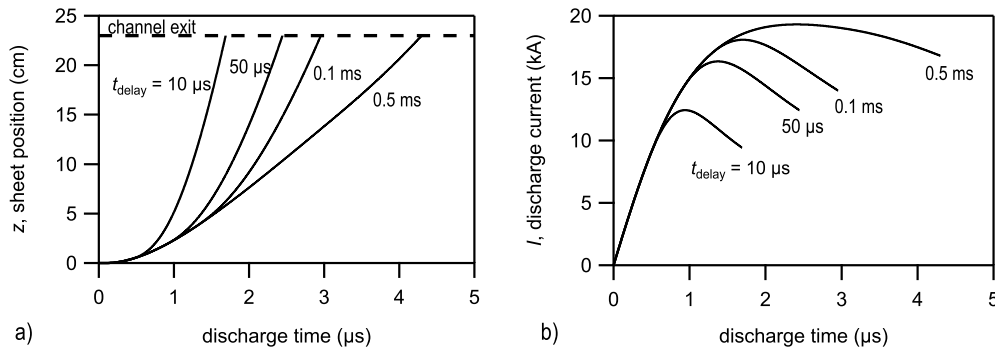 25
20
15
10
5
0
z, sheet position (cm)
channel exit
tdelay = 10 µs
50 µs
0.1 ms
0.5 ms
0 1 2 3 4 5
discharge time (µs)
a)
20
15
10
5
0
I, discharge current (kA)
0.5 ms
0.1 ms
50 µs
tdelay = 10 µs
0 1 2 3 4 5
discharge time (µs)
b)